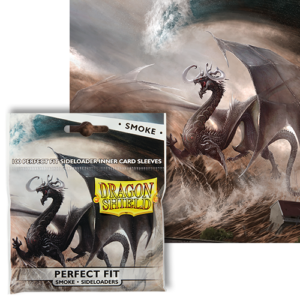 • SMOKE •
100 PERFECT FIT SIDELOADER INNER CARD SLEEVES
DRAGON
SHIELD
PERFECT FIT
SMOKE • SIDELOADERS